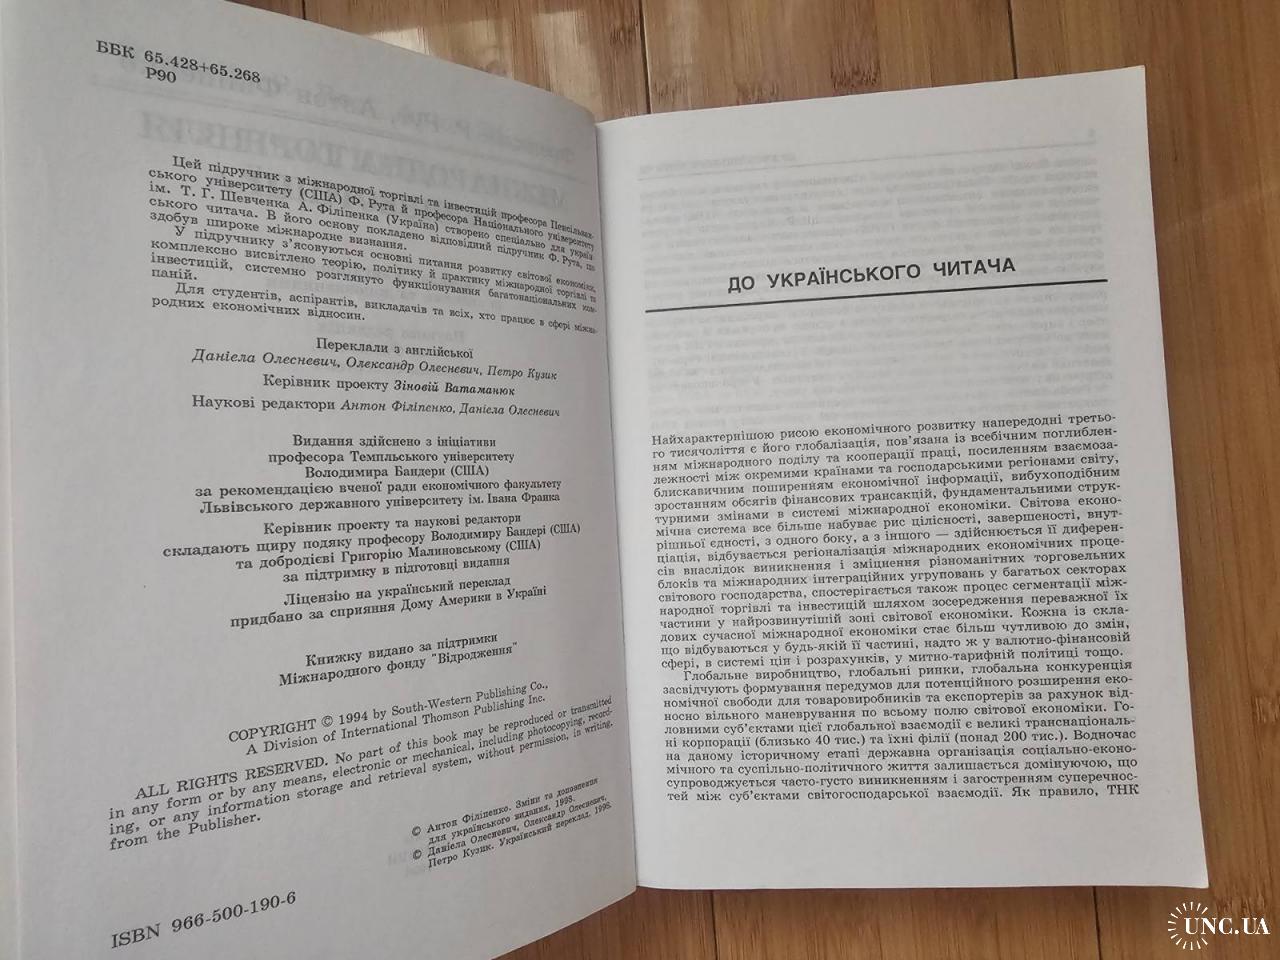 ББК 65.428+65.268
Р90
Цей підручник з міжнародної торгівлі та інвестицій професора Пенсільван-
ського університету (США) Ф. Рута й професора Національного університету
ім. Т. Г. Шевченка А. Філіпенка (Україна) створено спеціально для україн-
ського читача. В його основу покладено відповідний підручник Ф. Рута, що
здобув широке міжнародне визнання.
У підручнику з'ясовуються основні питання розвитку світової економіки,
комплексно висвітлено теорію, політику й практику міжнародної торгівлі та
інвестицій, системно розглянуто функціонування багатонаціональних ком-
паній.
Для студентів, аспірантів, викладачів та всіх, хто працює в сфері міжна-
родних економічних відносин.
Переклали з англійської
Даніела Олесневич, Олександр Олесневич, Петро Кузик
Керівник проекту Зіновій Ватаманюк
Наукові редактори Антон Філіпенко, Даніела Олесневич
Видання здійснено з ініціативи
професора Темпльського університету
Володимира Бандери (США)
за рекомендацією вченої ради економічного факультету
Львівського державного університету ім. Івана Франка
Керівник проекту та наукові редактори
складають щиру подяку професору Володимиру Бандері (США)
та добродієві Григорію Малиновському (США)
за підтримку в підготовці видання
Ліцензію на український переклад
придбано за сприяння Дому Америки в Україні
Книжку видано за підтримки
Міжнародного фонду "Відродження"
COPYRIGHT © 1994 by South-Western Publishing Co.,
A Division of International Thomson Publishing Inc.
ALL RIGHTS RESERVED. No part of this book may be reproduced or transmitted
in any form or by any means, electronic or mechanical, including photocopying, record-
ing, or any information storage and retrieval system, without permission, in writing,
from the Publisher.
© Антон Філіпенко. Зміни та доповнення
для українського видання, 1998.
© Даніела Олесневич, Олександр Олесневич,
Петро Кузик. Український переклад, 1998.
ISBN 966-500-190-6
ДО УКРАЇНСЬКОГО ЧИТАЧА
Найхарактернішою рисою економічного розвитку напередодні третьо-
го тисячоліття є його глобалізація, пов'язана із всебічним поглиблен-
ням міжнародного поділу та кооперації праці, посиленням взаємоза-
лежності між окремими країнами та господарськими регіонами світу,
блискавичним поширенням економічної інформації, вибухоподібним
зростанням обсягів фінансових трансакцій, фундаментальними струк-
турними змінами в системі міжнародної економіки. Світова еконо-
мічна система все більше набуває рис цілісності, завершеності, внут-
рішньої єдності, з одного боку, а з іншого — здійснюється її диферен-
ціація, відбувається регіоналізація міжнародних економічних проце-
сів внаслідок виникнення і зміцнення різноманітних торговельних
блоків та міжнародних інтеграційних угруповань у багатьох секторах
світового господарства, спостерігається також процес сегментації між-
народної торгівлі та інвестицій шляхом зосередження переважної їх
частини у найрозвинутішій зоні світової економіки. Кожна із скла-
дових сучасної міжнародної економіки стає більш чутливою до змін,
що відбуваються у будь-якій її частині, надто ж у валютно-фінансовій
сфері, в системі цін і розрахунків, у митно-тарифній політиці тощо.
Глобальне виробництво, глобальні ринки, глобальна конкуренція
засвідчують формування передумов для потенційного розширення еко-
номічної свободи для товаровиробників та експортерів за рахунок від-
носно вільного маневрування по всьому полю світової економіки. Го-
ловними суб'єктами цієї глобальної взаємодії є великі транснаціональ-
ні корпорації (близько 40 тис.) та їхні філії (понад 200 тис.). Водночас
на даному історичному етапі державна організація соціально-еконо-
мічного та суспільно-політичного життя залишається домінуючою, що
супроводжується часто-густо виникненням і загостренням суперечнос-
тей між суб'єктами світогосподарської взаємодії. Як правило, ТНК
UNC.UA